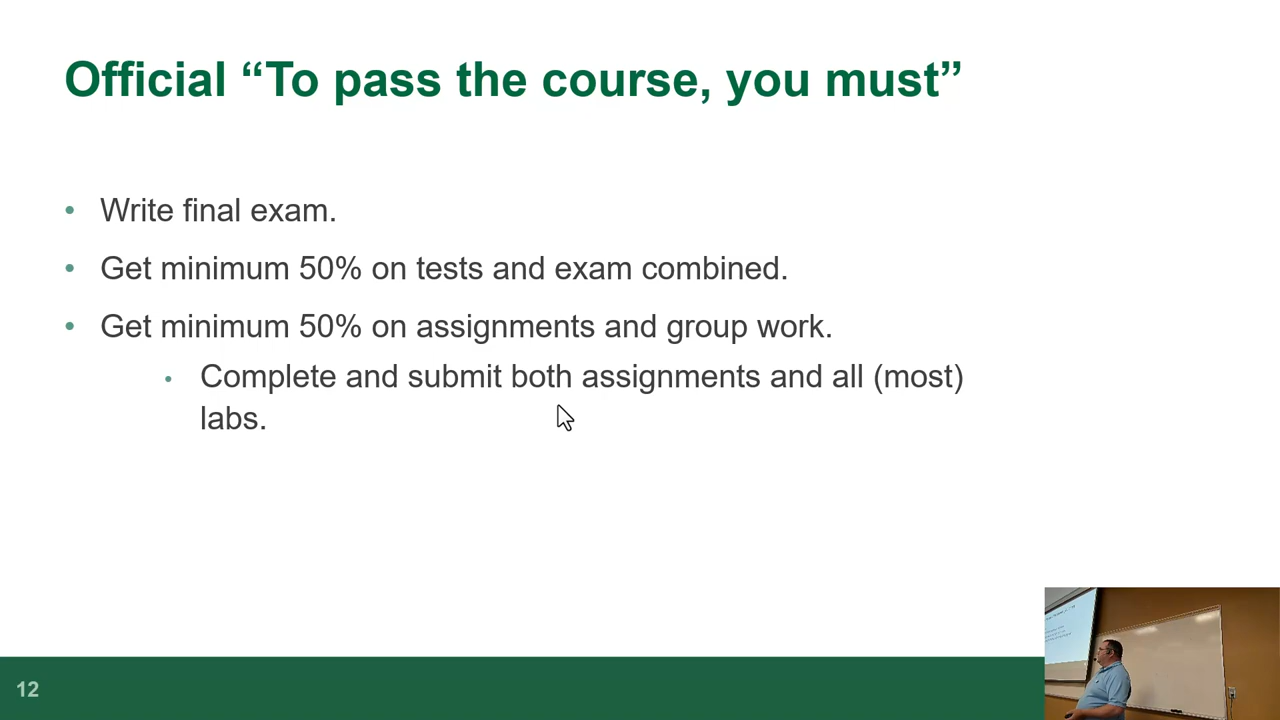 Official “To pass the course, you must”
• Write final exam.
• Get minimum 50% on tests and exam combined.
• Get minimum 50% on assignments and group work.
• Complete and submit both assignments and all (most)
labs.
12